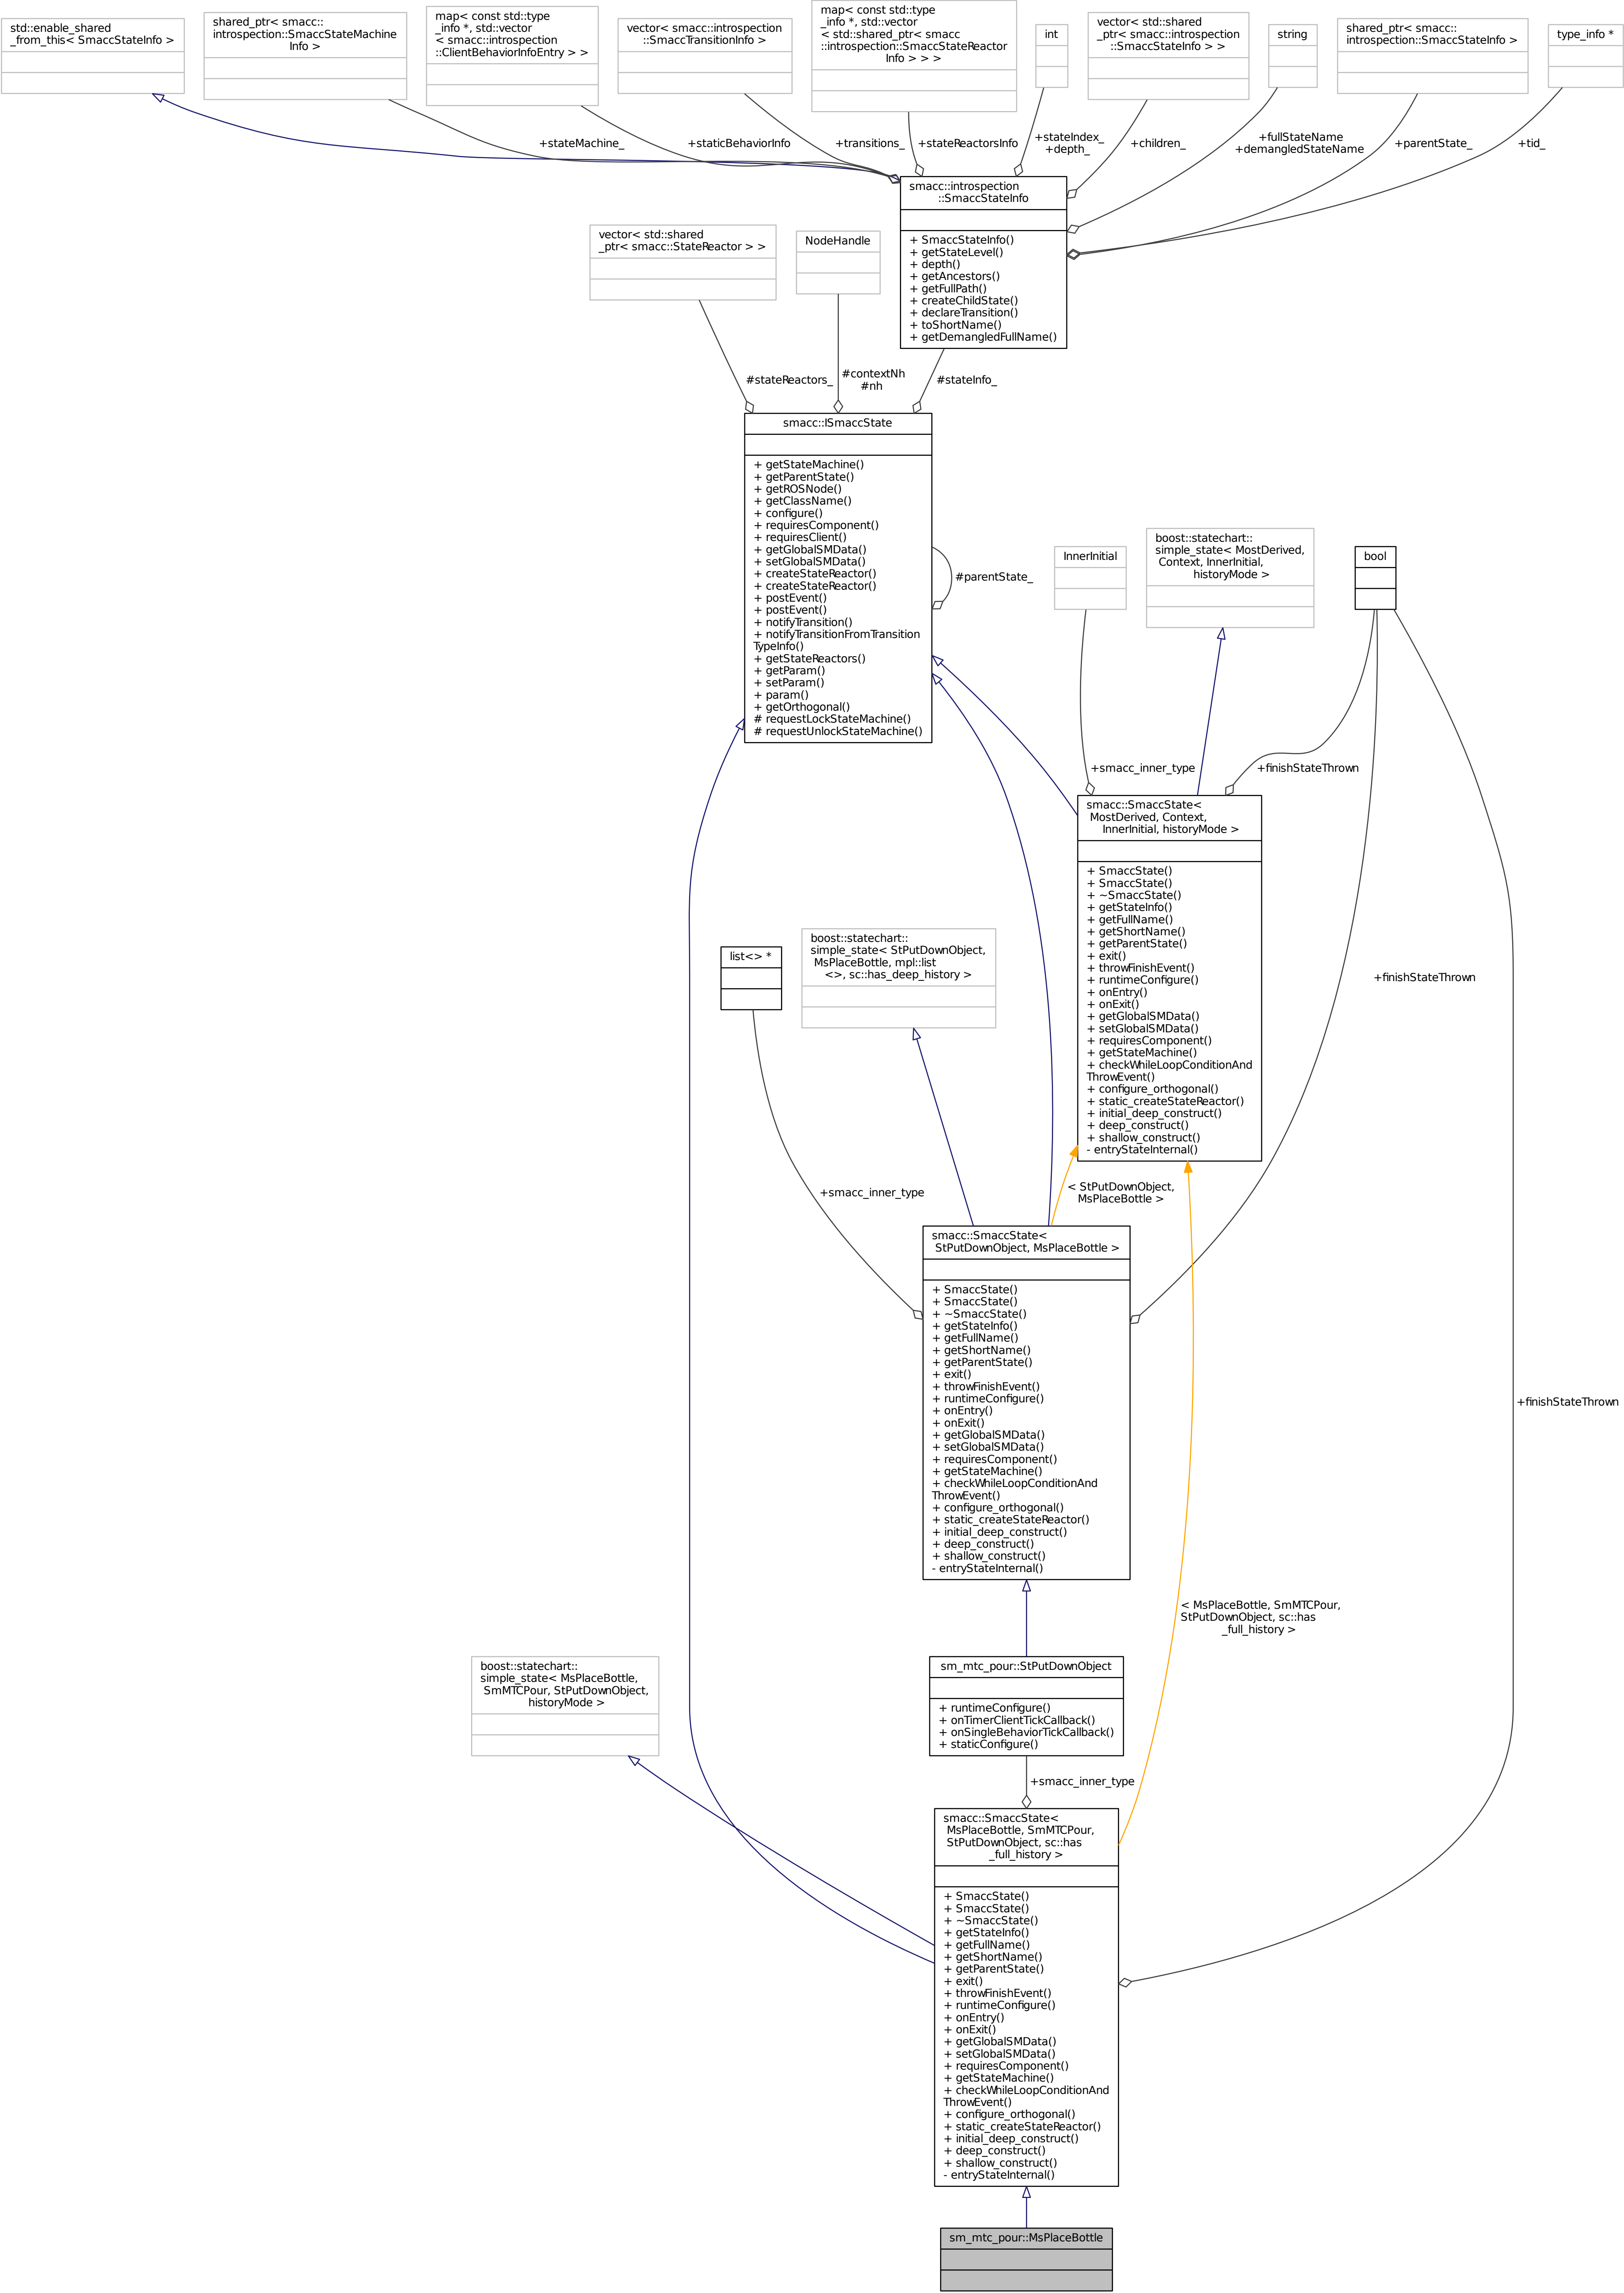 std::enable_shared
_from_this< SmaccStateInfo >
shared_ptr< smacc::
introspection::SmaccStateMachine
Info >
map< const std::type
_info *, std::vector
< smacc::introspection
::ClientBehaviorInfoEntry > >
vector< smacc::introspection
::SmaccTransitionInfo >
map< const std::type
_info *, std::vector
< std::shared_ptr< smacc
::introspection::SmaccStateReactor
Info > > >
int
vector< std::shared
_ptr< smacc::introspection
::SmaccStateInfo > >
string
shared_ptr< smacc::
introspection::SmaccStateInfo >
type_info *
+stateMachine_
+staticBehaviorInfo
+transitions_
+stateReactorsInfo
+stateIndex_
+depth_
+children_
+fullStateName
+demangledStateName
+parentState_
+tid_
smacc::introspection
::SmaccStateInfo
+ SmaccStateInfo()
+ getStateLevel()
+ depth()
+ getAncestors()
+ getFullPath()
+ createChildState()
+ declareTransition()
+ toShortName()
+ getDemangledFullName()
vector< std::shared
_ptr< smacc::StateReactor > >
NodeHandle
#stateReactors_
#contextNh
#nh
#stateInfo_
smacc::ISmaccState
+ getStateMachine()
+ getParentState()
+ getROSNode()
+ getClassName()
+ configure()
+ requiresComponent()
+ requiresClient()
+ getGlobalSMData()
+ setGlobalSMData()
+ createStateReactor()
+ createStateReactor()
+ postEvent()
+ postEvent()
+ notifyTransition()
+ notifyTransitionFromTransition
TypeInfo()
+ getStateReactors()
+ getParam()
+ setParam()
+ param()
+ getOrthogonal()
# requestLockStateMachine()
# requestUnlockStateMachine()
#parentState_
InnerInitial
boost::statechart::
simple_state< MostDerived,
Context, InnerInitial,
historyMode >
bool
+smacc_inner_type
+finishStateThrown
smacc::SmaccState<
MostDerived, Context,
InnerInitial, historyMode >
+ SmaccState()
+ SmaccState()
+ ~SmaccState()
+ getStateInfo()
+ getFullName()
+ getShortName()
+ getParentState()
+ exit()
+ throwFinishEvent()
+ runtimeConfigure()
+ onEntry()
+ onExit()
+ getGlobalSMData()
+ setGlobalSMData()
+ requiresComponent()
+ getStateMachine()
+ checkWhileLoopConditionAnd
ThrowEvent()
+ configure_orthogonal()
+ static_createStateReactor()
+ initial_deep_construct()
+ deep_construct()
+ shallow_construct()
- entryStateInternal()
list<> *
boost::statechart::
simple_state< StPutDownObject,
MsPlaceBottle, mpl::list
<>, sc::has_deep_history >
+finishStateThrown
+smacc_inner_type
< StPutDownObject,
MsPlaceBottle >
smacc::SmaccState<
StPutDownObject, MsPlaceBottle >
+ SmaccState()
+ SmaccState()
+ ~SmaccState()
+ getStateInfo()
+ getFullName()
+ getShortName()
+ getParentState()
+ exit()
+ throwFinishEvent()
+ runtimeConfigure()
+ onEntry()
+ onExit()
+ getGlobalSMData()
+ setGlobalSMData()
+ requiresComponent()
+ getStateMachine()
+ checkWhileLoopConditionAnd
ThrowEvent()
+ configure_orthogonal()
+ static_createStateReactor()
+ initial_deep_construct()
+ deep_construct()
+ shallow_construct()
- entryStateInternal()
+finishStateThrown
< MsPlaceBottle, SmMTCPour,
StPutDownObject, sc::has
_full_history >
boost::statechart::
simple_state< MsPlaceBottle,
SmMTCPour, StPutDownObject,
historyMode >
sm_mtc_pour::StPutDownObject
+ runtimeConfigure()
+ onTimerClientTickCallback()
+ onSingleBehaviorTickCallback()
+ staticConfigure()
+smacc_inner_type
smacc::SmaccState<
MsPlaceBottle, SmMTCPour,
StPutDownObject, sc::has
_full_history >
+ SmaccState()
+ SmaccState()
+ ~SmaccState()
+ getStateInfo()
+ getFullName()
+ getShortName()
+ getParentState()
+ exit()
+ throwFinishEvent()
+ runtimeConfigure()
+ onEntry()
+ onExit()
+ getGlobalSMData()
+ setGlobalSMData()
+ requiresComponent()
+ getStateMachine()
+ checkWhileLoopConditionAnd
ThrowEvent()
+ configure_orthogonal()
+ static_createStateReactor()
+ initial_deep_construct()
+ deep_construct()
+ shallow_construct()
- entryStateInternal()
sm_mtc_pour::MsPlaceBottle